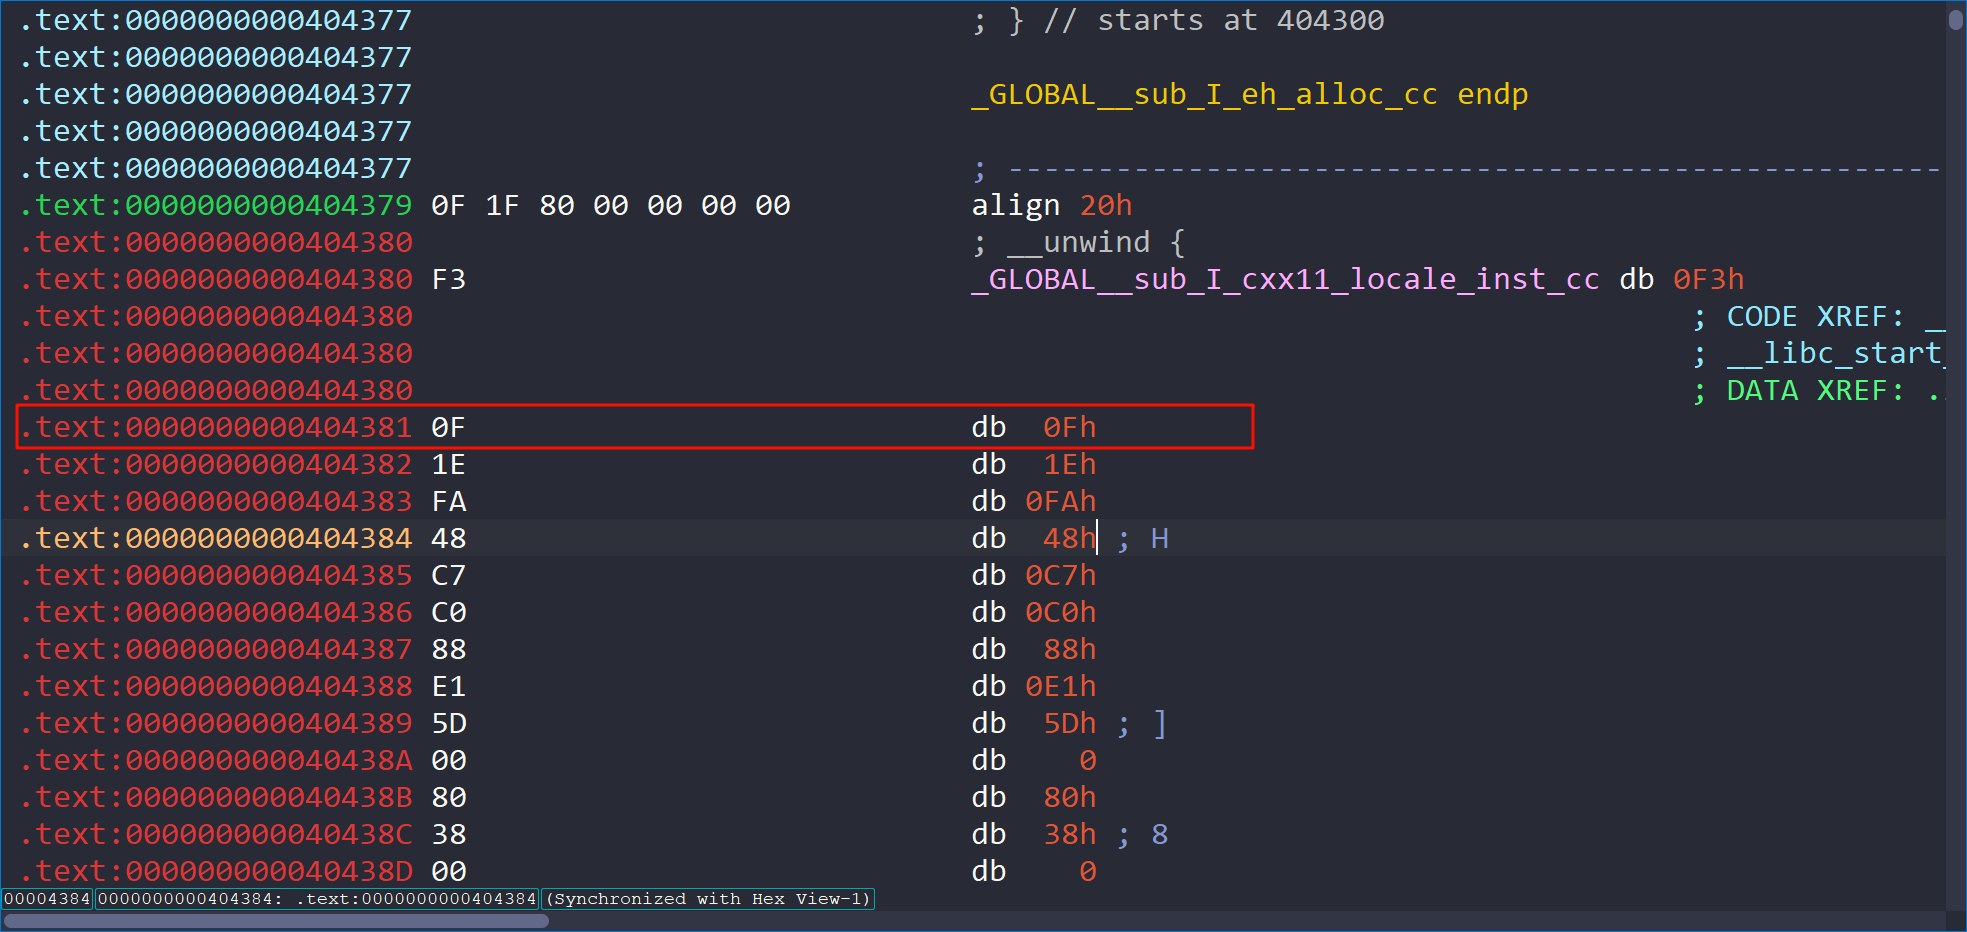 .text:0000000000404377 ; } // starts at 404300
.text:0000000000404377
.text:0000000000404377 _GLOBAL__sub_I_eh_alloc_cc endp
.text:0000000000404377
.text:0000000000404377 ; ----------------------------------------------------
.text:0000000000404379 0F 1F 80 00 00 00 00 align 20h
.text:0000000000404380 ; __unwind {
.text:0000000000404380 F3 _GLOBAL__sub_I_cxx11_locale_inst_cc db 0F3h
.text:0000000000404380 ; CODE XREF: __
.text:0000000000404380 ; __libc_start_
.text:0000000000404380 ; DATA XREF: .
.text:0000000000404381 0F db 0Fh
.text:0000000000404382 1E db 1Eh
.text:0000000000404383 FA db 0FAh
.text:0000000000404384 48 db 48h ; H
.text:0000000000404385 C7 db 0C7h
.text:0000000000404386 C0 db 0C0h
.text:0000000000404387 88 db 88h
.text:0000000000404388 E1 db 0E1h
.text:0000000000404389 5D db 5Dh ; ]
.text:000000000040438A 00 db 0
.text:000000000040438B 80 db 80h
.text:000000000040438C 38 db 38h ; 8
.text:000000000040438D 00 db 0
00004384 0000000000404384: .text:0000000000404384 (Synchronized with Hex View-1)